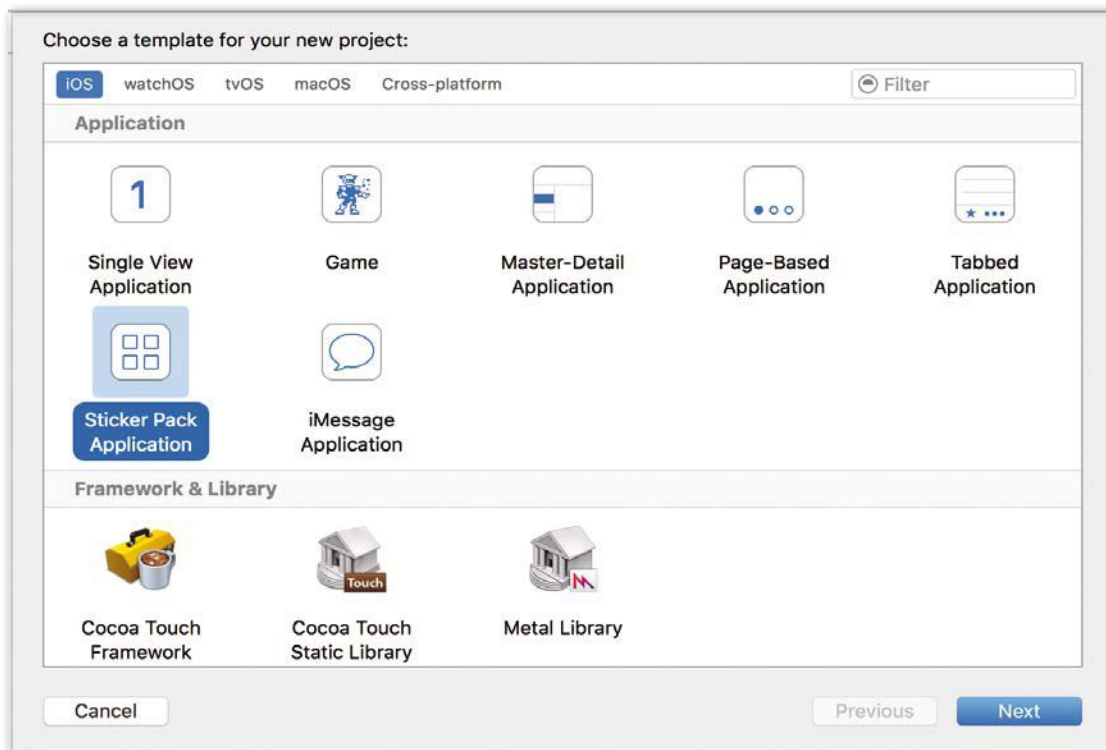 Choose a template for your new project:
iOS watchOS tvOS macOS Cross-platform Filter
Application
1
Single View
Application
Game
Master-Detail
Application
Page-Based
Application
Tabbed
Application
Sticker Pack
Application
iMessage
Application
Framework & Library
Touch
Cocoa Touch
Framework
Cocoa Touch
Static Library
Metal Library
Cancel Previous Next